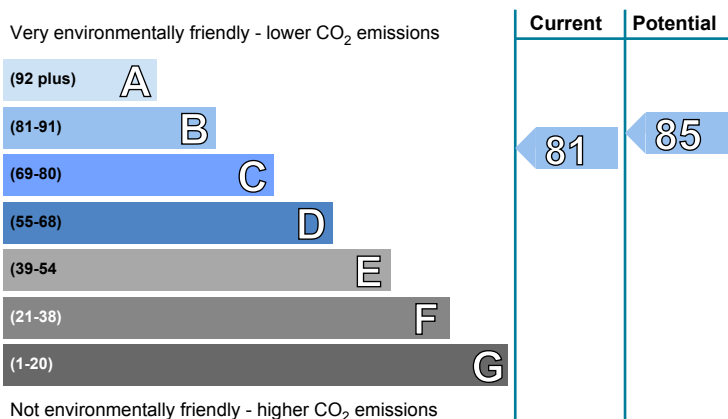 Current Potential
Very environmentally friendly - lower CO2 emissions
(92 plus) A
(81-91) B
81 85
(69-80) C
(55-68) D
(39-54 E
(21-38) F
(1-20) G
Not environmentally friendly - higher CO2 emissions